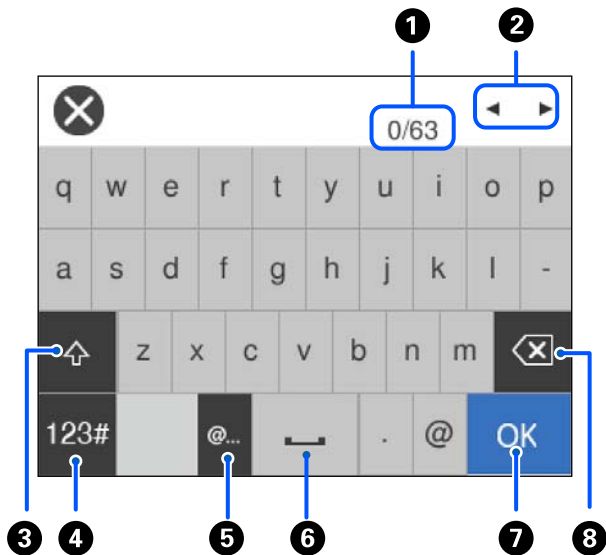 1 2
0/63
q w e r t y u i o p
a s d f g h j k l -
z x c v b n m
123# @... . @ OK
3 4 5 6 7 8